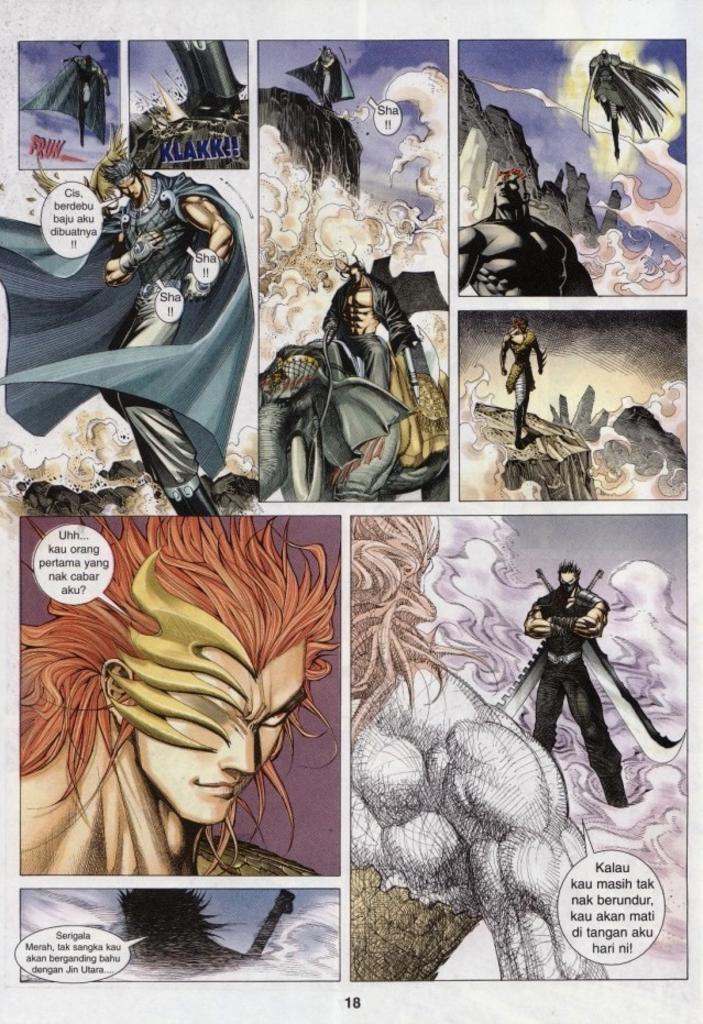 FRUN
KLAKK!!
Sha
!!
Cis,
berdebu
baju aku
dibuatnya
!!
Sha
!!
Sha
!!
Uhh...
kau orang
pertama yang
nak cabar
aku?
Serigala
Merah, tak sangka kau
akan berganding bahu
dengan Jin Utara....
Kalau
kau masih tak
nak berundur,
kau akan mati
di tangan aku
hari ni!
18